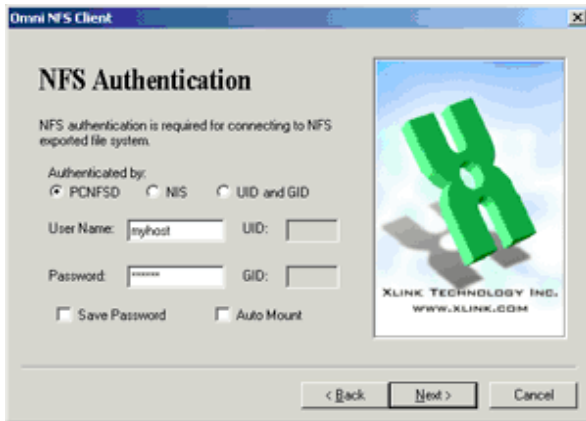 Omni NFS Client
NFS Authentication
NFS authentication is required for connecting to NFS
exported file system.
Authenticated by:
PCNFSD NIS UID and GID
User Name: myhost UID:
Password: ****** GID:
Save Password Auto Mount
XLINK TECHNOLOGY INC.
WWW.XLINK.COM
< Back Next > Cancel